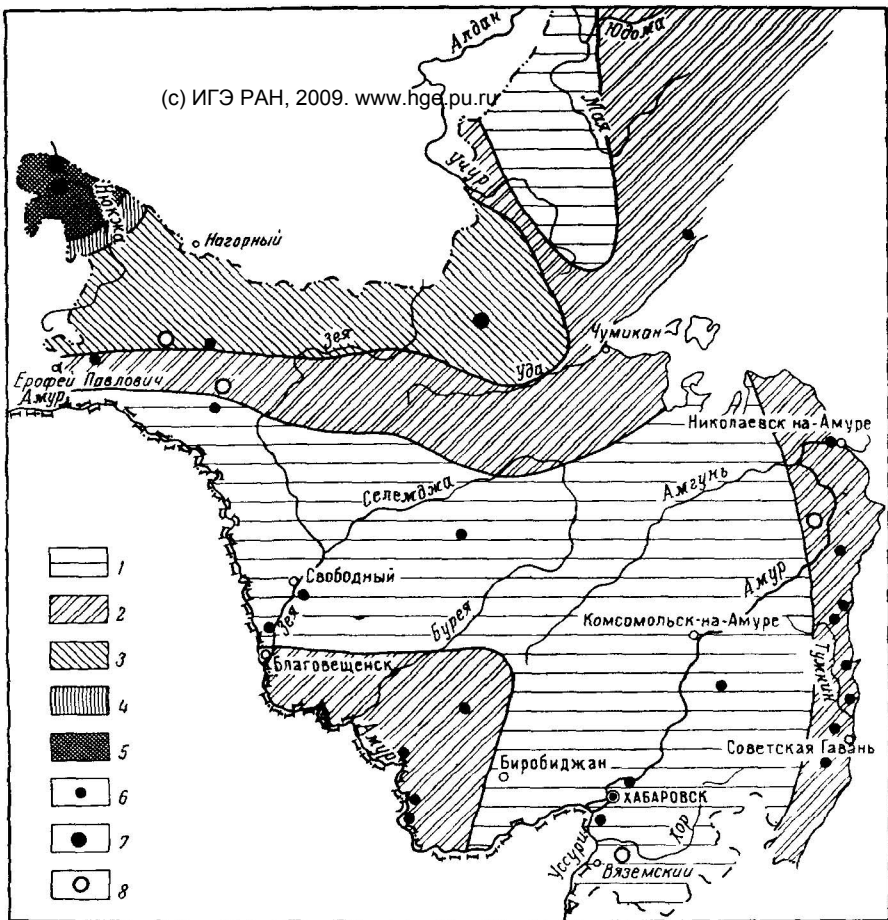 Алдан
Юдома
(с) ИГЭ РАН, 2009. www.hge.pu.ru
Мая
Учур
Нюкжа
Нагорный
Зея
Чумикан
Уда
Ерофей Павлович
Амур
Николаевск-на-Амуре
Селемджа
Амгунь
Свободный
Амур
Зея
Бурея
Комсомольск-на-Амуре
Благовещенск
Тумнин
Амур
Советская Гавань
Биробиджан
ХАБАРОВСК
Хор
Уссури
Вяземский
1
2
3
4
5
6
7
8